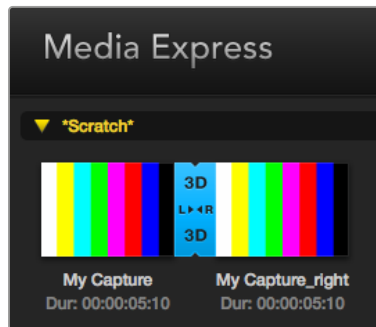 Media Express
*Scratch*
3D
L R
3D
My Capture My Capture_right
Dur: 00:00:05:10 Dur: 00:00:05:10